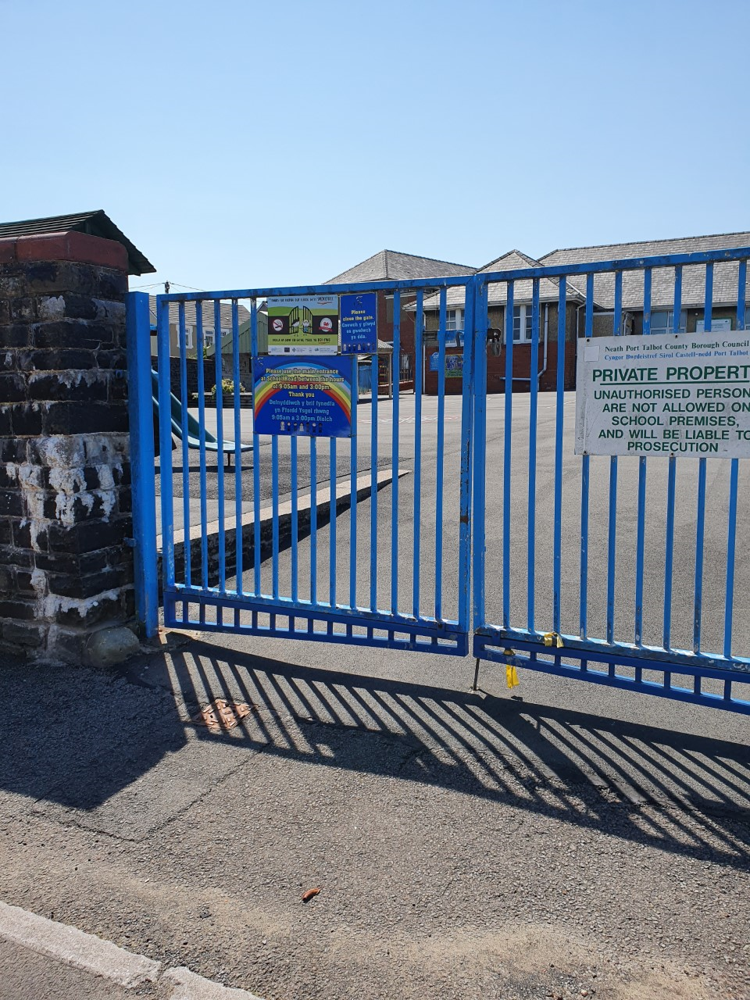 SMOKEFREE
Please
close the gate.
Caewch y glwyd
os gwelwch
yn dda.
Please use the main entrance
at School Road between the hours
of 9:05am and 3:00pm.
Thank you
Defnyddiwch y brif fynedfa
yn Ffordd Ysgol rhwng
9:05am a 3:00pm Diolch
Neath Port Talbot County Borough Council
Cyngor Bwrdeistref Sirol Castell-nedd Port Talbot
PRIVATE PROPERT
UNAUTHORISED PERSON
ARE NOT ALLOWED ON
SCHOOL PREMISES,
AND WILL BE LIABLE TO
PROSECUTION